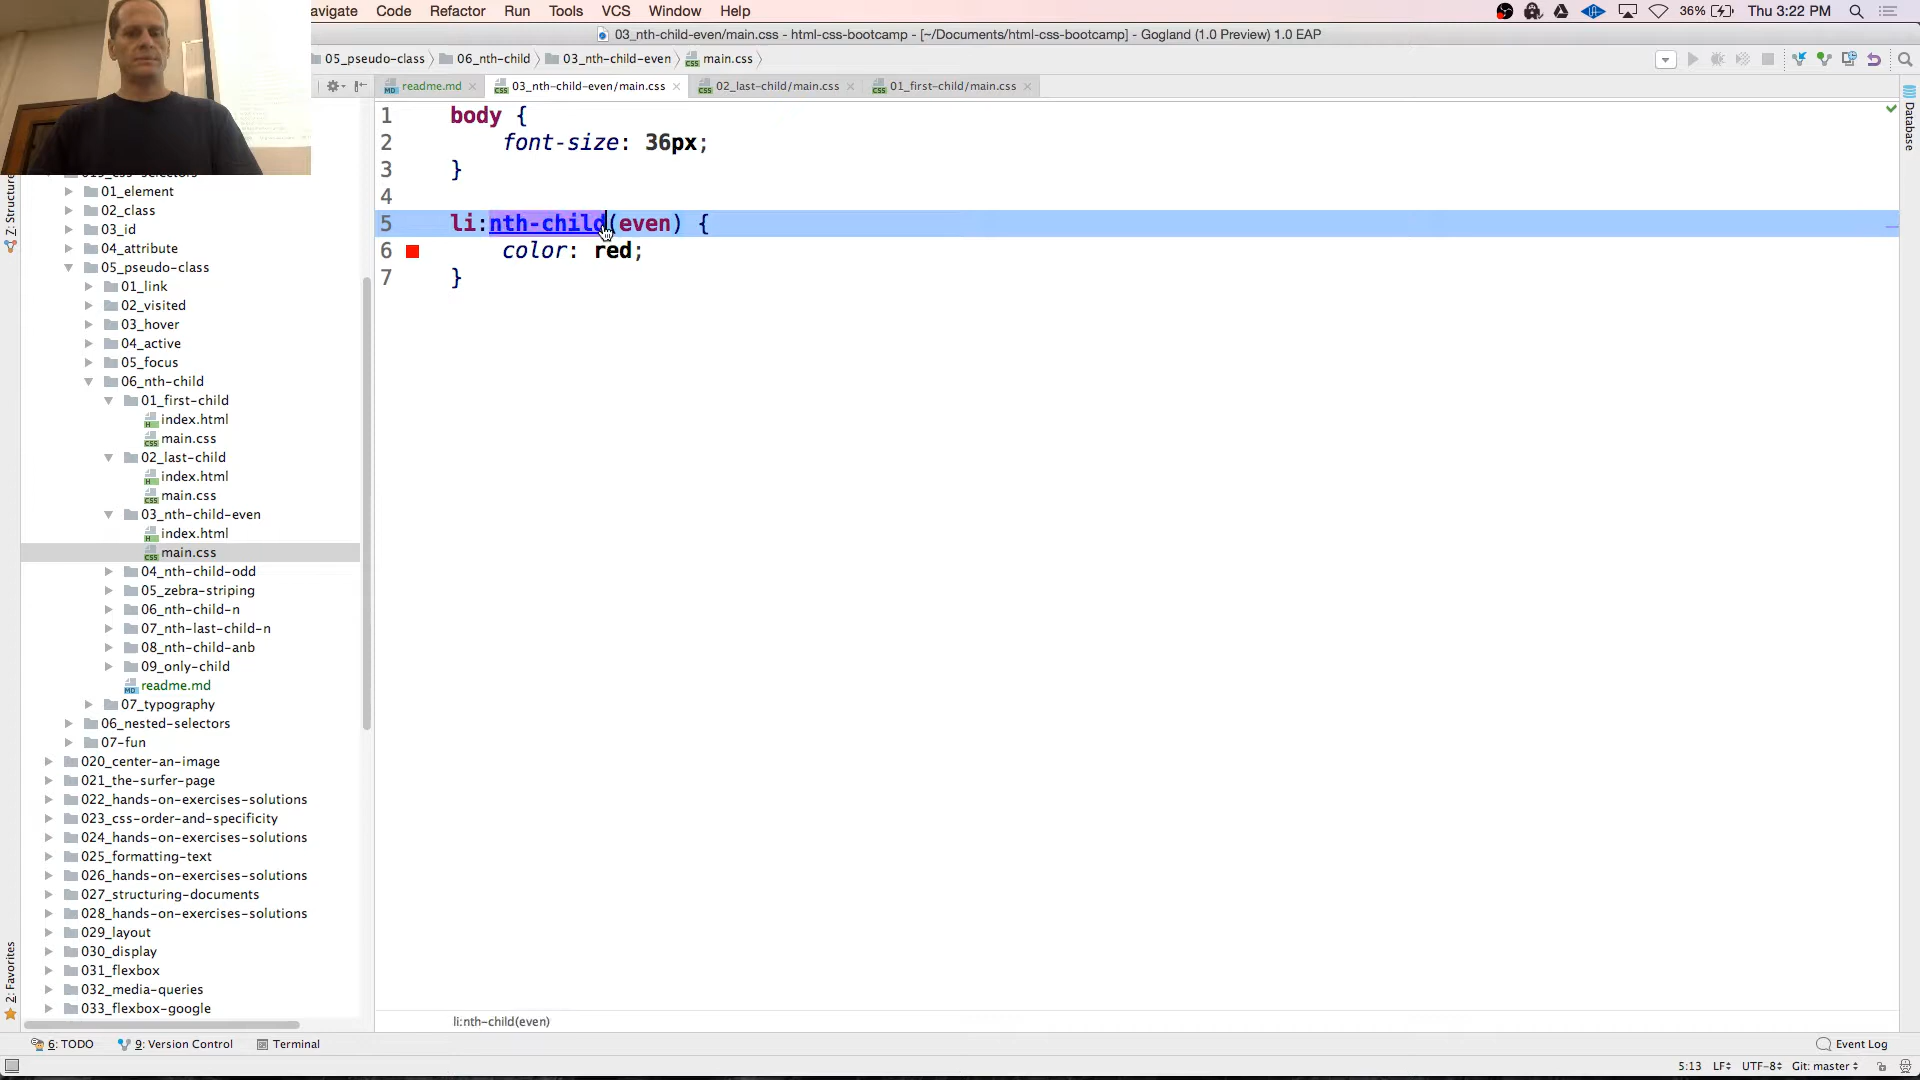 avigate Code Refactor Run Tools VCS Window Help 36% Thu 3:22 PM
03_nth-child-even/main.css - html-css-bootcamp - [~/Documents/html-css-bootcamp] - Gogland (1.0 Preview) 1.0 EAP
05_pseudo-class 06_nth-child 03_nth-child-even main.css
readme.md 03_nth-child-even/main.css 02_last-child/main.css 01_first-child/main.css
Database
Z: Structure
2: Favorites
01_element
02_class
03_id
04_attribute
05_pseudo-class
01_link
02_visited
03_hover
04_active
05_focus
06_nth-child
01_first-child
index.html
main.css
02_last-child
index.html
main.css
03_nth-child-even
index.html
main.css
04_nth-child-odd
05_zebra-striping
06_nth-child-n
07_nth-last-child-n
08_nth-child-anb
09_only-child
readme.md
07_typography
06_nested-selectors
07-fun
020_center-an-image
021_the-surfer-page
022_hands-on-exercises-solutions
023_css-order-and-specificity
024_hands-on-exercises-solutions
025_formatting-text
026_hands-on-exercises-solutions
027_structuring-documents
028_hands-on-exercises-solutions
029_layout
030_display
031_flexbox
032_media-queries
033_flexbox-google
1 body {
2 font-size: 36px;
3 }
4
5 li:nth-child(even) {
6 color: red;
7 }
li:nth-child(even)
6: TODO 9: Version Control Terminal Event Log
5:13 LF UTF-8 Git: master